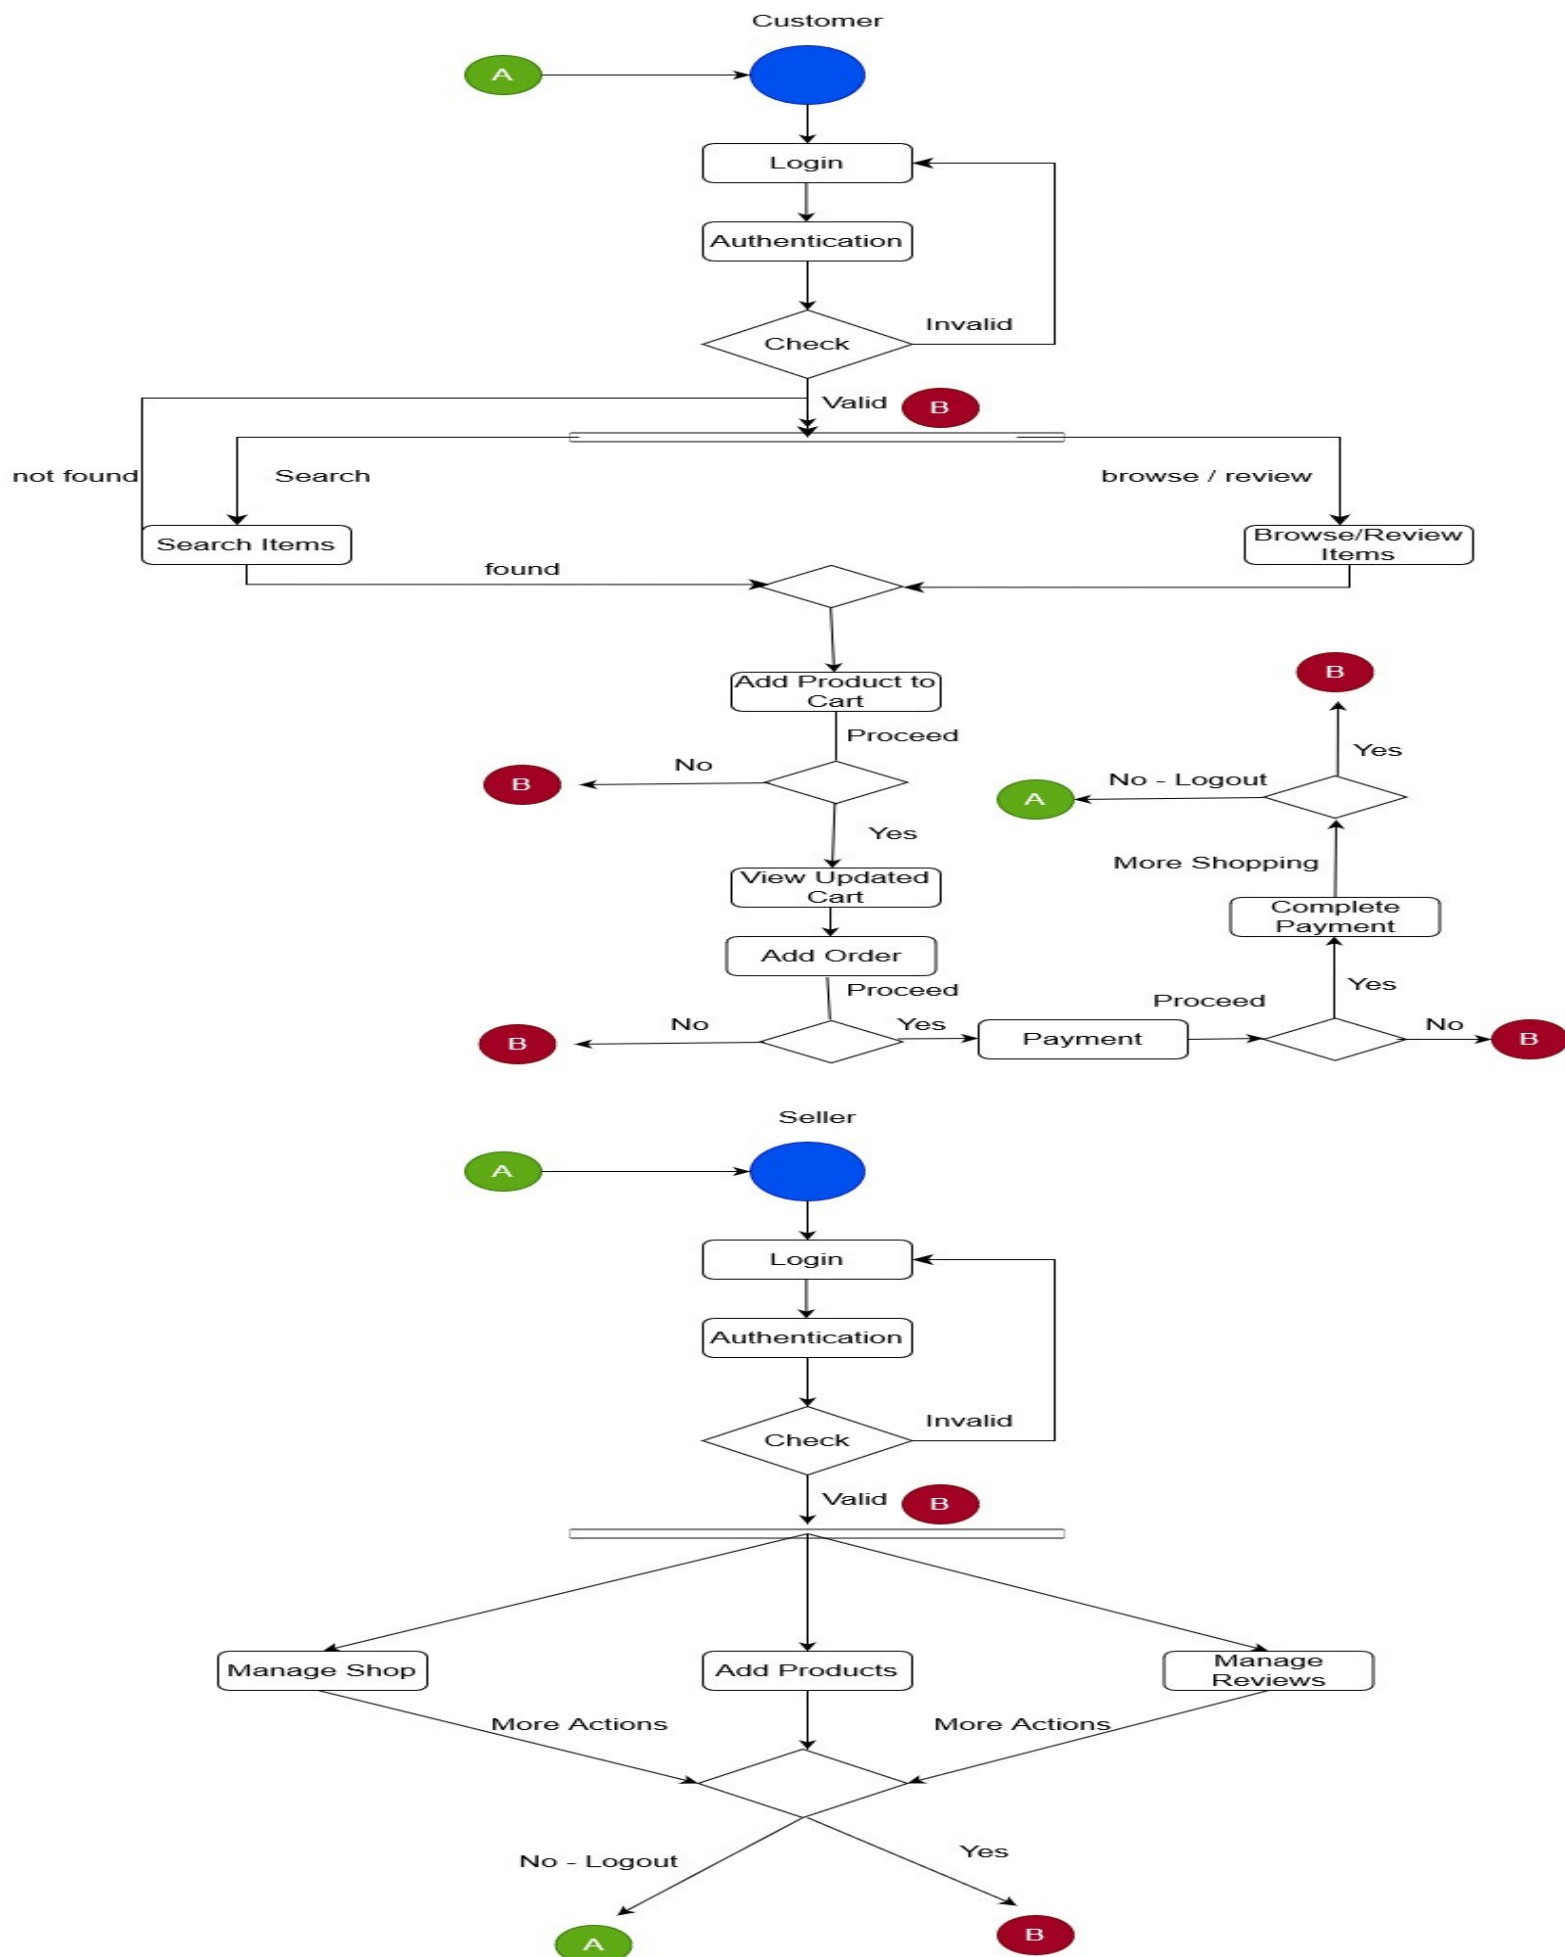 Customer
A
Login
Authentication
Invalid
Check
Valid
B
not found
Search
browse / review
Search Items
Browse/Review
Items
found
Add Product to
Cart
B
Proceed
Yes
No
B
No - Logout
A
Yes
More Shopping
View Updated
Cart
Complete
Payment
Add Order
Proceed
Yes
Proceed
No
B
Yes
Payment
No
B
Seller
A
Login
Authentication
Invalid
Check
Valid
B
Manage Shop
Add Products
Manage
Reviews
More Actions
More Actions
No - Logout
Yes
A
B